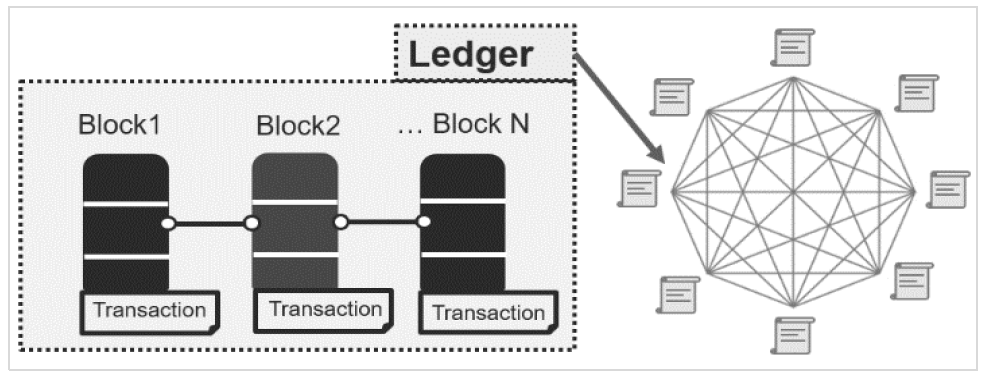 Ledger
Block1
Block2
… Block N
Transaction
Transaction
Transaction